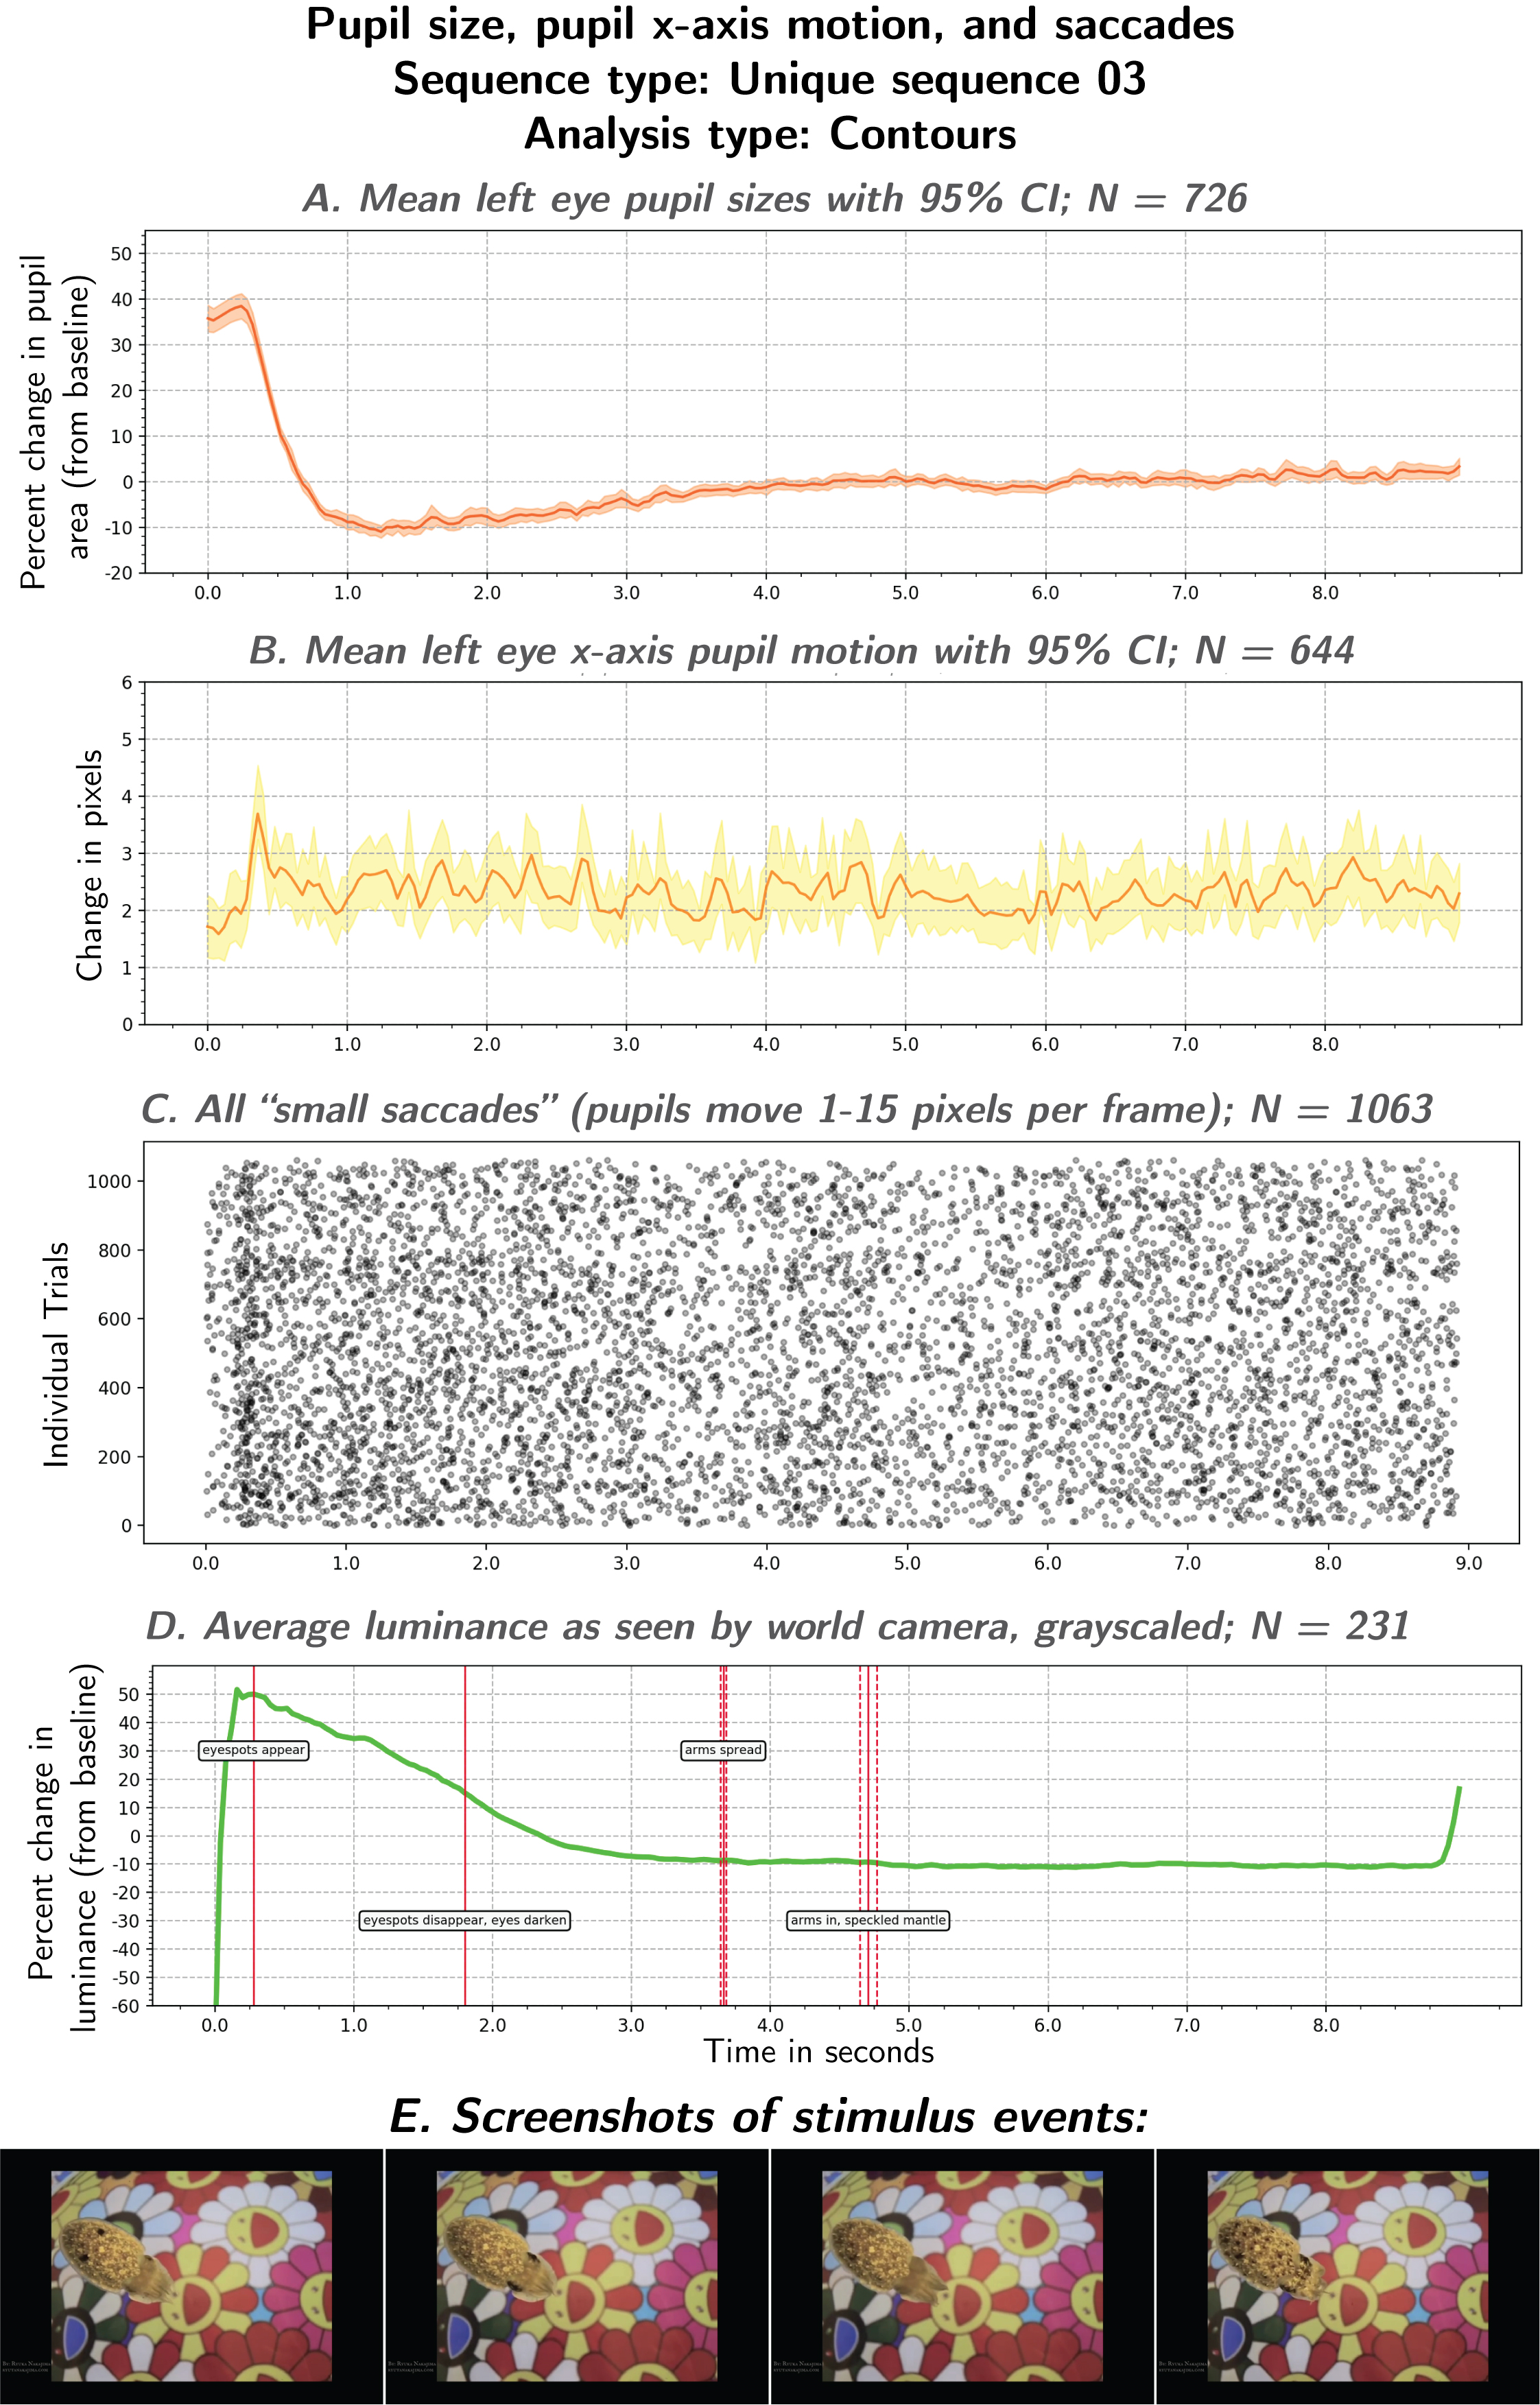 Pupil size, pupil x-axis motion, and saccades
Sequence type: Unique sequence 03
Analysis type: Contours
A. Mean left eye pupil sizes with 95% CI; N = 726
Percent change in pupil
area (from baseline)
50
40
30
20
10
0
-10
-20
0.0 1.0 2.0 3.0 4.0 5.0 6.0 7.0 8.0
B. Mean left eye x-axis pupil motion with 95% CI; N = 644
Change in pixels
6
5
4
3
2
1
0
0.0 1.0 2.0 3.0 4.0 5.0 6.0 7.0 8.0
C. All “small saccades” (pupils move 1-15 pixels per frame); N = 1063
Individual Trials
1000
800
600
400
200
0
0.0 1.0 2.0 3.0 4.0 5.0 6.0 7.0 8.0 9.0
D. Average luminance as seen by world camera, grayscaled; N = 231
Percent change in
luminance (from baseline)
50
40
30
20
10
0
-10
-20
-30
-40
-50
-60
eyespots appear
arms spread
eyespots disappear, eyes darken
arms in, speckled mantle
0.0 1.0 2.0 3.0 4.0 5.0 6.0 7.0 8.0
Time in seconds
E. Screenshots of stimulus events: